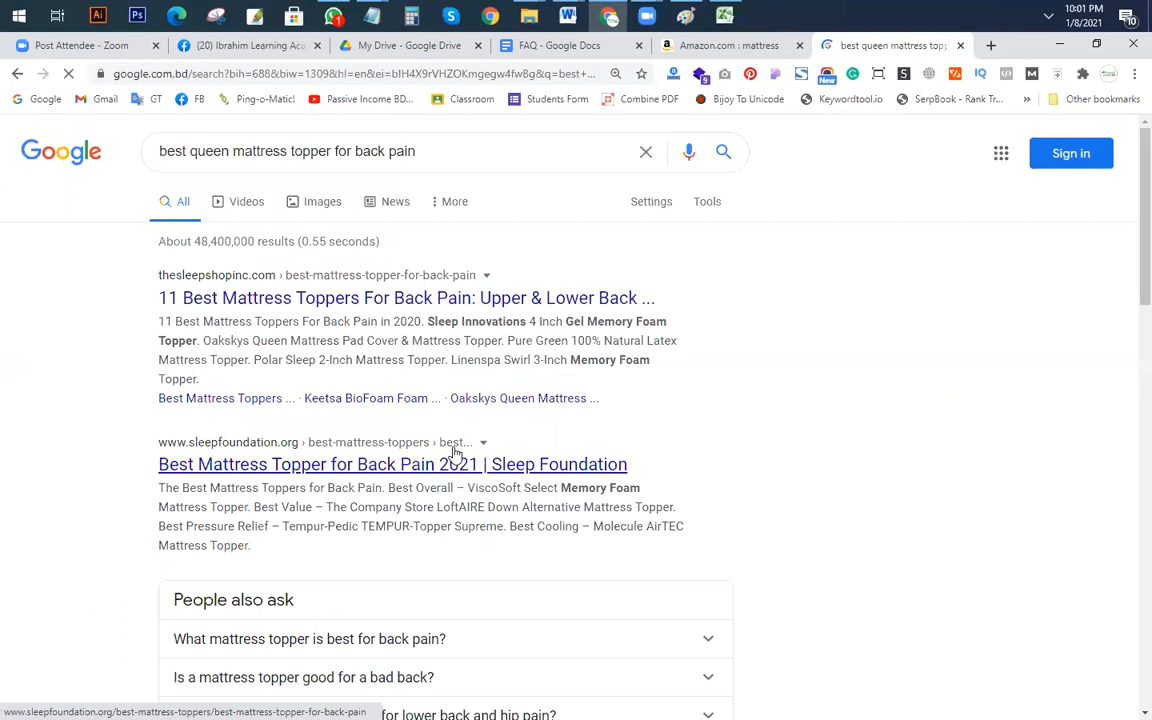 10:01 PM
1/8/2021
10
Post Attendee - Zoom
(20) Ibrahim Learning Aca
My Drive - Google Drive
FAQ - Google Docs
Amazon.com : mattress
best queen mattress topp
google.com.bd/search?bih=688&biw=1309&hl=en&ei=bIH4X9rVHZOKmgegw4fwBg&q=best+...
Google
Gmail
GT
FB
Ping-o-Matic!
Passive Income BD...
Classroom
Students Form
Combine PDF
Bijoy To Unicode
Keywordtool.io
SerpBook - Rank Tr...
Other bookmarks
Google
best queen mattress topper for back pain
Sign in
All
Videos
Images
News
More
Settings
Tools
About 48,400,000 results (0.55 seconds)
thesleepshopinc.com › best-mattress-topper-for-back-pain
11 Best Mattress Toppers For Back Pain: Upper & Lower Back ...
11 Best Mattress Toppers For Back Pain in 2020. Sleep Innovations 4 Inch Gel Memory Foam
Topper. Oakskys Queen Mattress Pad Cover & Mattress Topper. Pure Green 100% Natural Latex
Mattress Topper. Polar Sleep 2-Inch Mattress Topper. Linenspa Swirl 3-Inch Memory Foam
Topper.
Best Mattress Toppers ... · Keetsa BioFoam Foam ... · Oakskys Queen Mattress ...
www.sleepfoundation.org › best-mattress-toppers › best...
Best Mattress Topper for Back Pain 2021 | Sleep Foundation
The Best Mattress Toppers for Back Pain. Best Overall – ViscoSoft Select Memory Foam
Mattress Topper. Best Value – The Company Store LoftAIRE Down Alternative Mattress Topper.
Best Pressure Relief – Tempur-Pedic TEMPUR-Topper Supreme. Best Cooling – Molecule AirTEC
Mattress Topper.
People also ask
What mattress topper is best for back pain?
Is a mattress topper good for a bad back?
for lower back and hip pain?
www.sleepfoundation.org/best-mattress-toppers/best-mattress-topper-for-back-pain